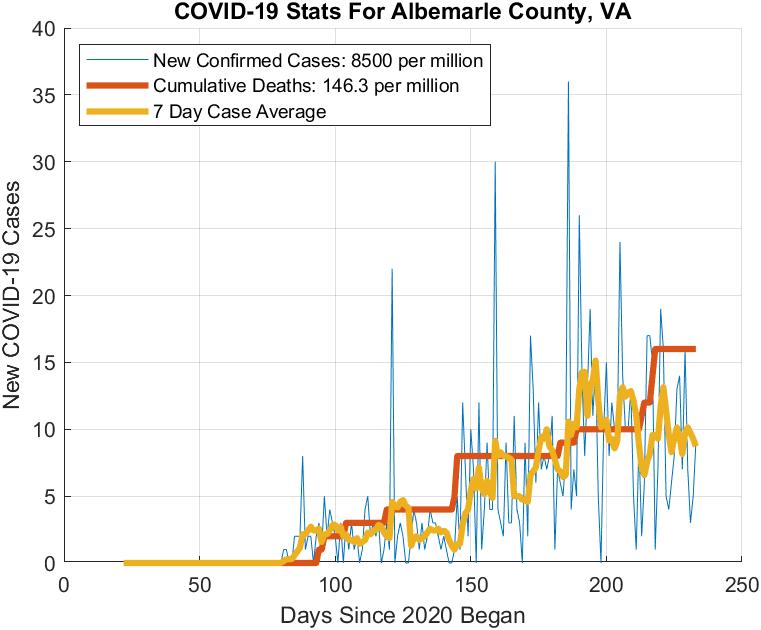 COVID-19 Stats For Albemarle County, VA
New Confirmed Cases: 8500 per million
Cumulative Deaths: 146.3 per million
7 Day Case Average
New COVID-19 Cases
40
35
30
25
20
15
10
5
0
0 50 100 150 200 250
Days Since 2020 Began